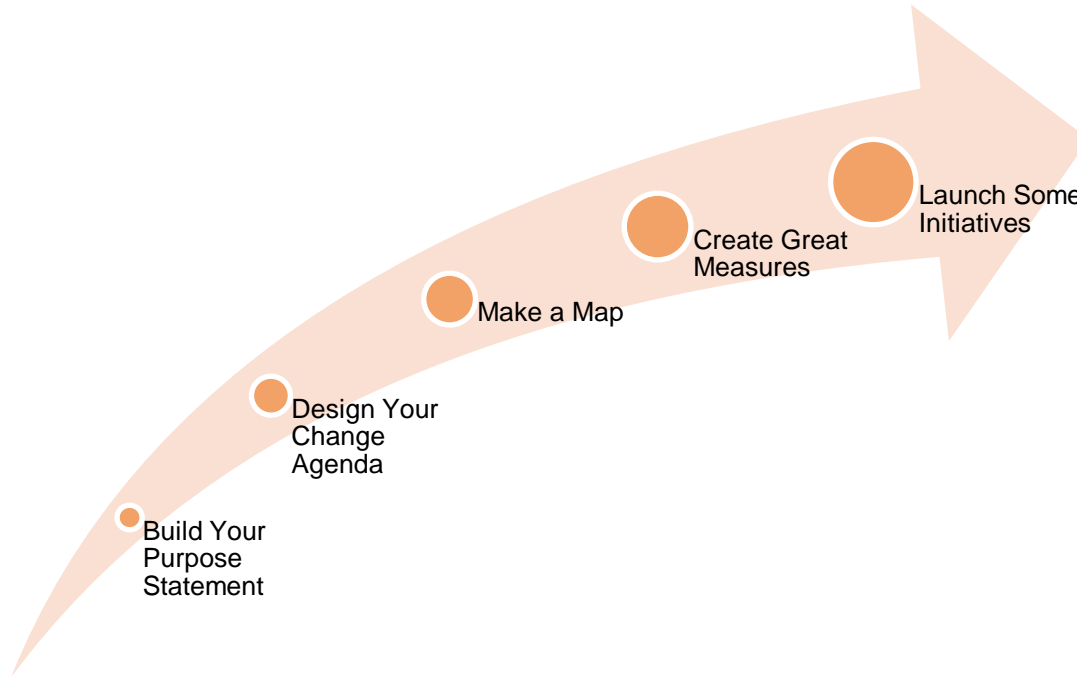 Build Your
Purpose
Statement
Design Your
Change
Agenda
Make a Map
Create Great
Measures
Launch Some
Initiatives